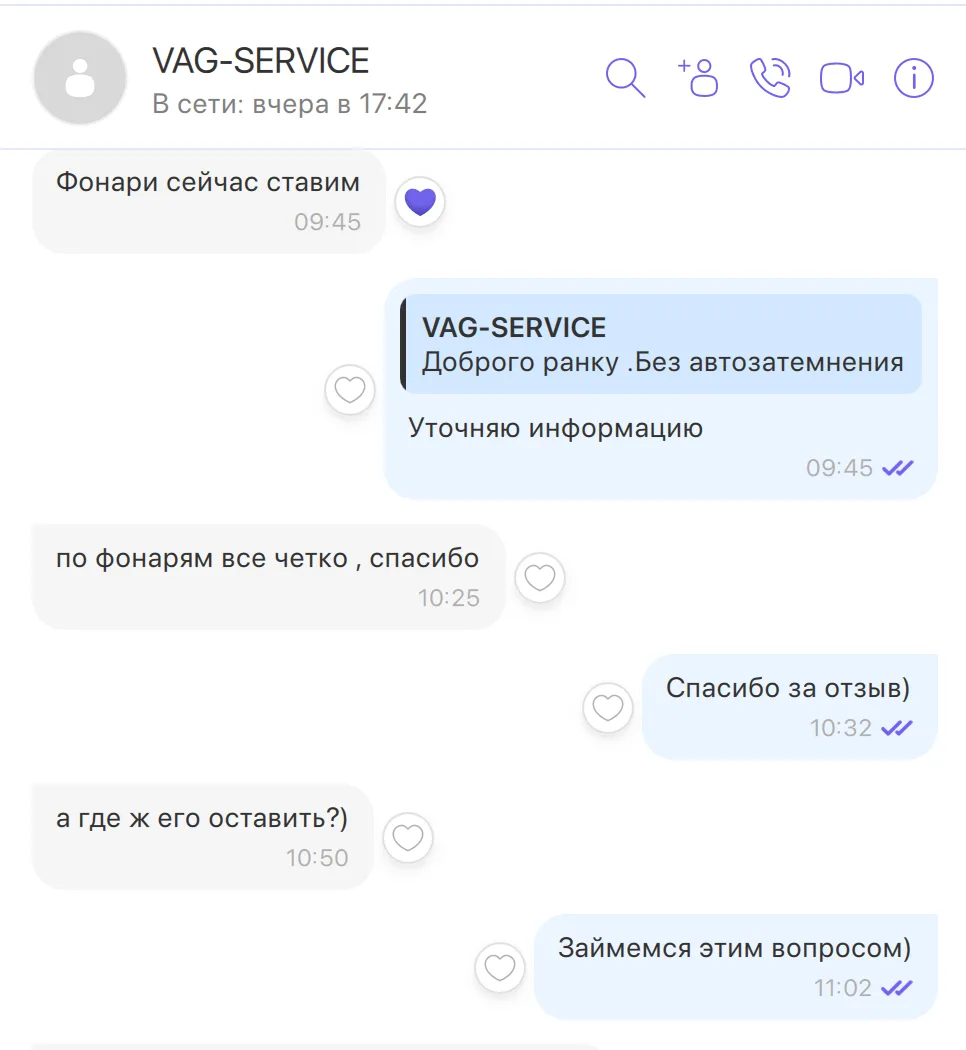 VAG-SERVICE
В сети: вчера в 17:42
Фонари сейчас ставим
09:45
VAG-SERVICE
Доброго ранку .Без автозатемнения
Уточняю информацию
09:45
по фонарям все четко , спасибо
10:25
Спасибо за отзыв)
10:32
а где ж его оставить?)
10:50
Займемся этим вопросом)
11:02